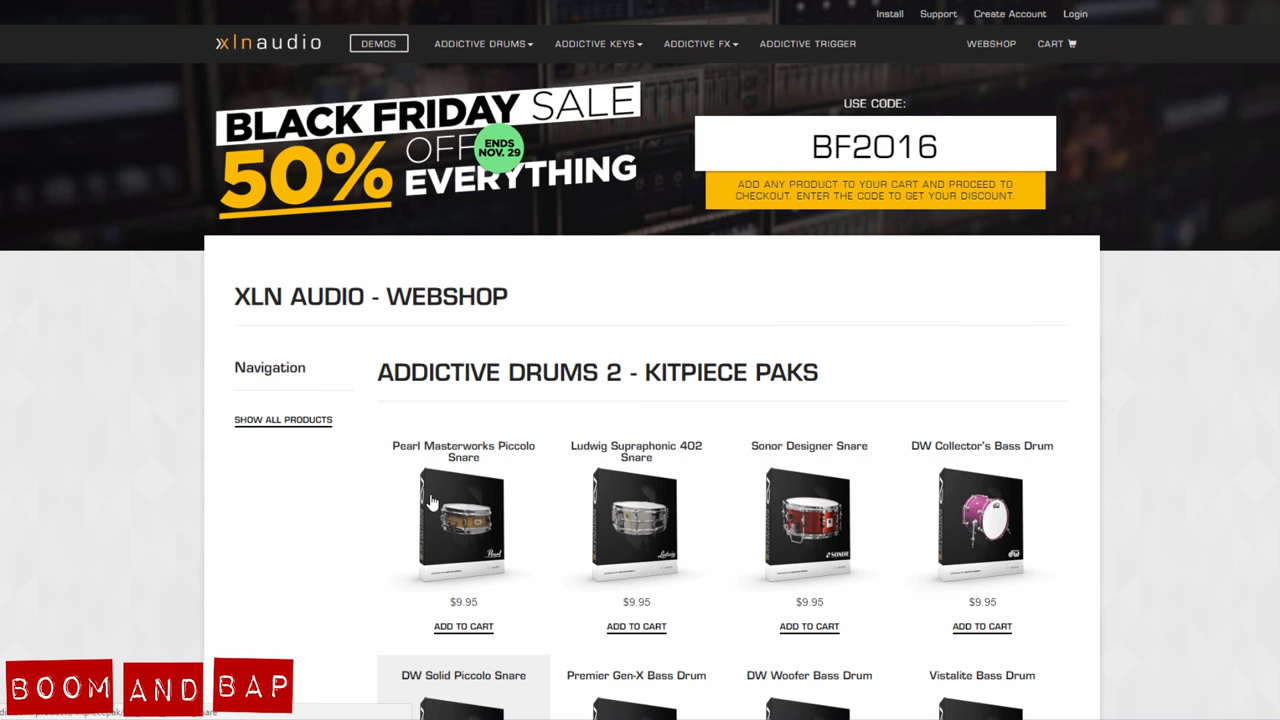 Install Support Create Account Login
xlnaudio DEMOS ADDICTIVE DRUMS ADDICTIVE KEYS ADDICTIVE FX ADDICTIVE TRIGGER WEBSHOP CART
BLACK FRIDAY SALE
50% OFF
EVERYTHING
ENDS
NOV. 29
USE CODE:
BF2016
ADD ANY PRODUCT TO YOUR CART AND PROCEED TO
CHECKOUT. ENTER THE CODE TO GET YOUR DISCOUNT.
XLN AUDIO - WEBSHOP
Navigation
SHOW ALL PRODUCTS
ADDICTIVE DRUMS 2 - KITPIECE PAKS
Pearl Masterworks Piccolo
Snare
Ludwig Supraphonic 402
Snare
Sonor Designer Snare
DW Collector's Bass Drum
Pearl
Ludwig
SONOR
dw
$9.95 $9.95 $9.95 $9.95
ADD TO CART ADD TO CART ADD TO CART ADD TO CART
DW Solid Piccolo Snare Premier Gen-X Bass Drum DW Woofer Bass Drum Vistalite Bass Drum
BOOM AND BAP